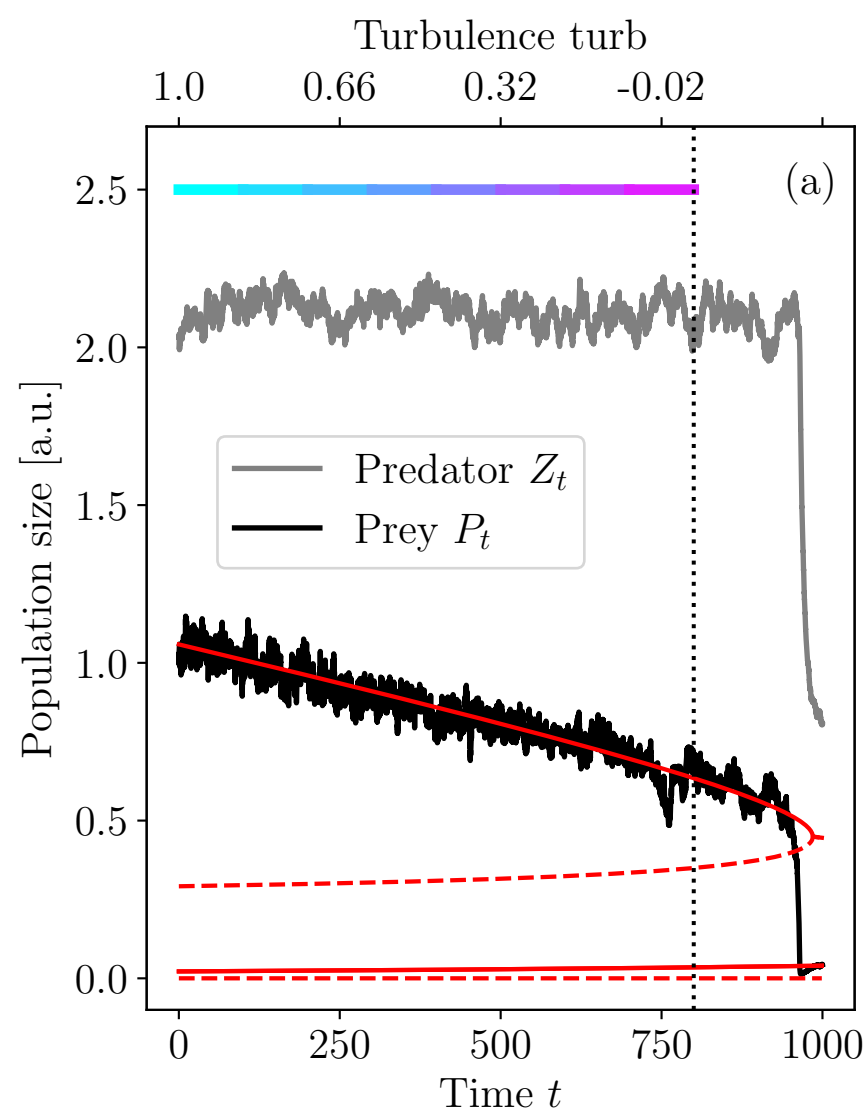 Turbulence turb
1.0 0.66 0.32 -0.02
(a)
2.5
2.0
1.5
1.0
0.5
0.0
Population size [a.u.]
Predator Z_t
Prey P_t
0 250 500 750 1000
Time t